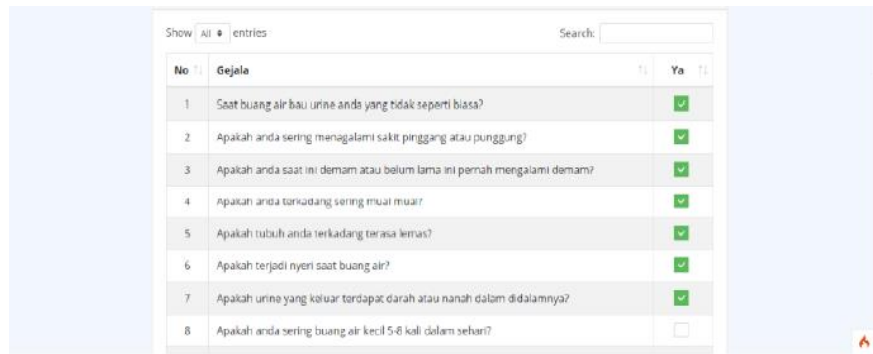 Show All entries Search:
No Gejala Ya
1 Saat buang air bau urine anda yang tidak seperti biasa?
2 Apakah anda sering menagalami sakit pinggang atau punggung?
3 Apakah anda saat ini demam atau belum lama ini pernah mengalami demam?
4 Apakah anda terkadang sering mual mual?
5 Apakah tubuh anda terkadang terasa lemas?
6 Apakah terjadi nyeri saat buang air?
7 Apakah urine yang keluar terdapat darah atau nanah dalam didalamnya?
8 Apakah anda sering buang air kecil 5-8 kali dalam sehari?